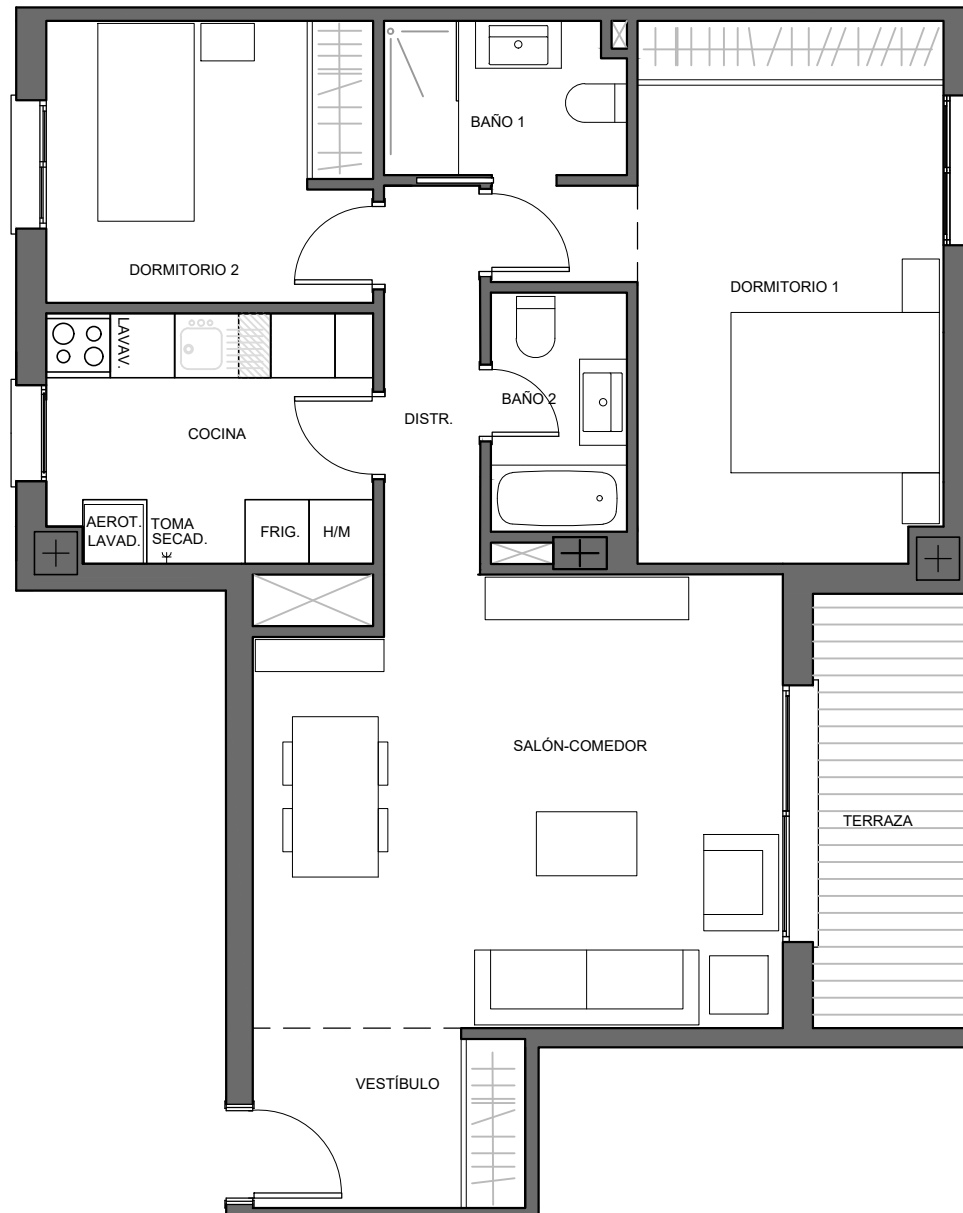 BAÑO 1
DORMITORIO 2
DORMITORIO 1
LAVAV.
BAÑO 2
DISTR.
COCINA
AEROT.
LAVAD.
TOMA
SECAD.
FRIG.
H/M
SALÓN-COMEDOR
TERRAZA
VESTÍBULO